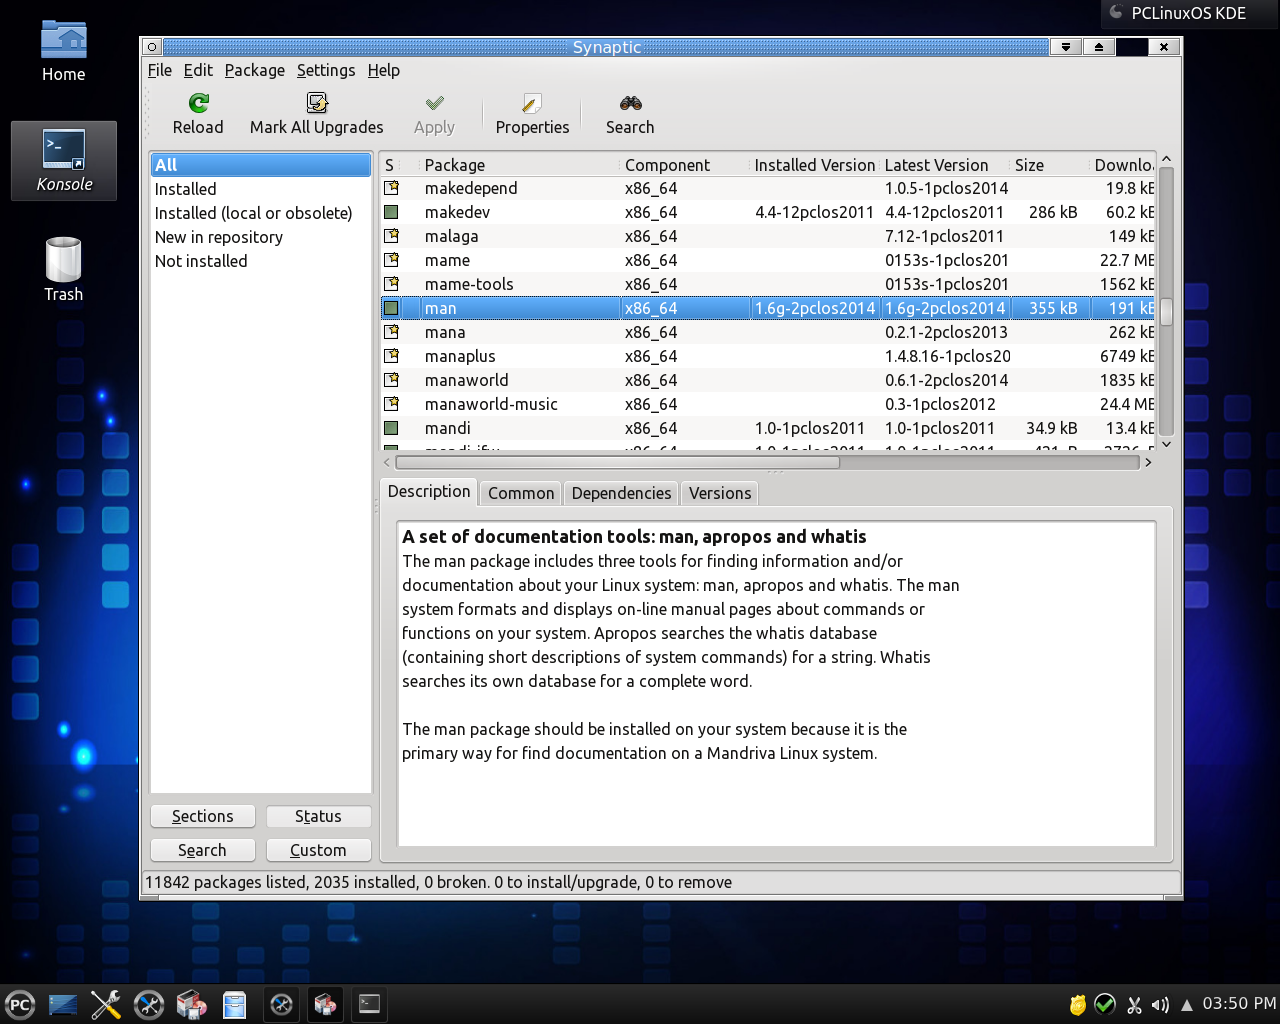 PCLinuxOS KDE
Home
Konsole
Trash
Synaptic
File Edit Package Settings Help
Reload Mark All Upgrades Apply Properties Search
All
Installed
Installed (local or obsolete)
New in repository
Not installed
S Package Component Installed Version Latest Version Size Downlo
makedepend x86_64 1.0.5-1pclos2014 19.8 kB
makedev x86_64 4.4-12pclos2011 4.4-12pclos2011 286 kB 60.2 kB
malaga x86_64 7.12-1pclos2011 149 kB
mame x86_64 0153s-1pclos201 22.7 MB
mame-tools x86_64 0153s-1pclos201 1562 kB
man x86_64 1.6g-2pclos2014 1.6g-2pclos2014 355 kB 191 kB
mana x86_64 0.2.1-2pclos2013 262 kB
manaplus x86_64 1.4.8.16-1pclos20 6749 kB
manaworld x86_64 0.6.1-2pclos2014 1835 kB
manaworld-music x86_64 0.3-1pclos2012 24.4 MB
mandi x86_64 1.0-1pclos2011 1.0-1pclos2011 34.9 kB 13.4 kB
Description Common Dependencies Versions
A set of documentation tools: man, apropos and whatis
The man package includes three tools for finding information and/or
documentation about your Linux system: man, apropos and whatis. The man
system formats and displays on-line manual pages about commands or
functions on your system. Apropos searches the whatis database
(containing short descriptions of system commands) for a string. Whatis
searches its own database for a complete word.
The man package should be installed on your system because it is the
primary way for find documentation on a Mandriva Linux system.
Sections Status
Search Custom
11842 packages listed, 2035 installed, 0 broken. 0 to install/upgrade, 0 to remove
PC
03:50 PM